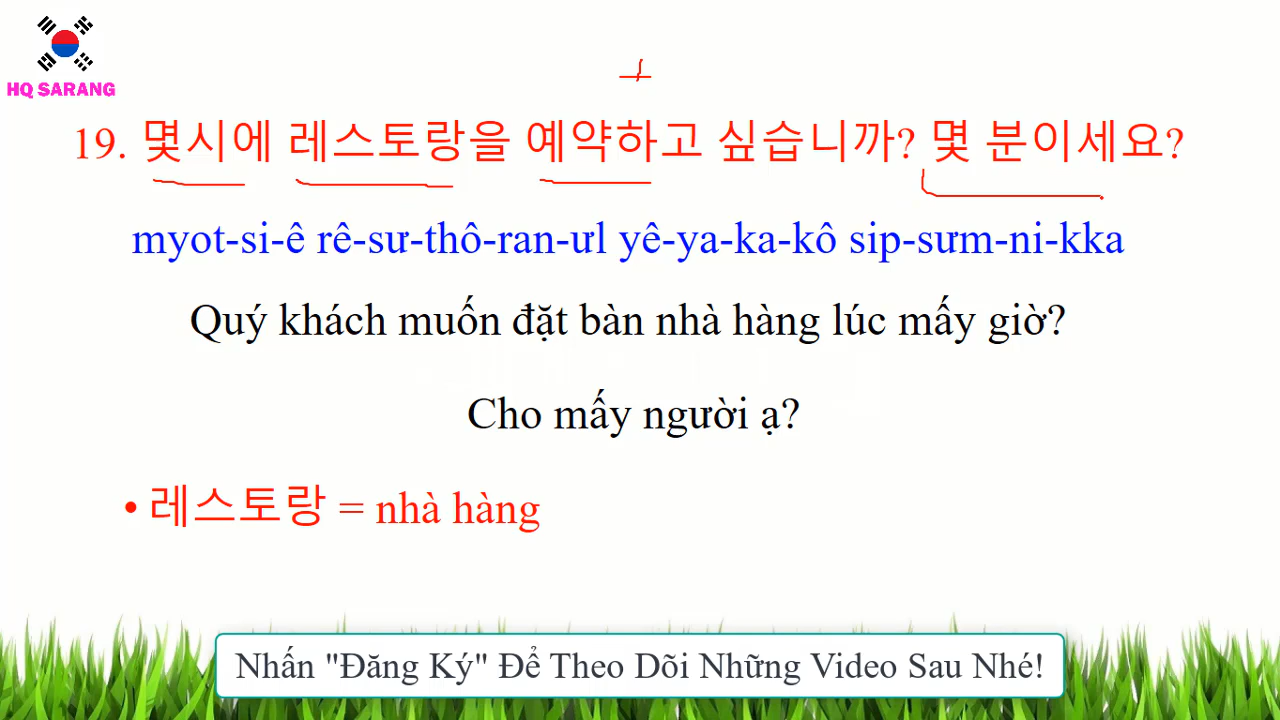 HQ SARANG
19. 몇시에 레스토랑을 예약하고 싶습니까? 몇 분이세요?
myot-si-ê rê-sư-thô-ran-ưl yê-ya-ka-kô sip-sưm-ni-kka
Quý khách muốn đặt bàn nhà hàng lúc mấy giờ?
Cho mấy người ạ?
• 레스토랑 = nhà hàng
Nhấn "Đăng Ký" Để Theo Dõi Những Video Sau Nhé!